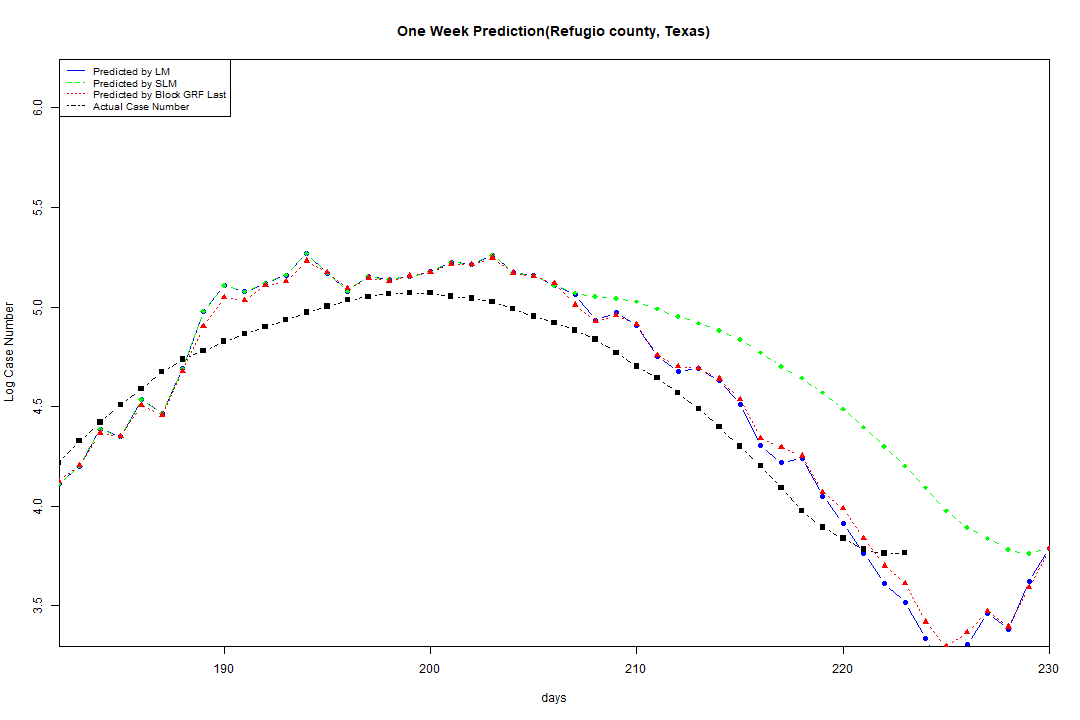 One Week Prediction(Refugio county, Texas)
Predicted by LM
Predicted by SLM
Predicted by Block GRF Last
Actual Case Number
6.0
5.5
5.0
4.5
4.0
3.5
Log Case Number
190 200 210 220 230
days